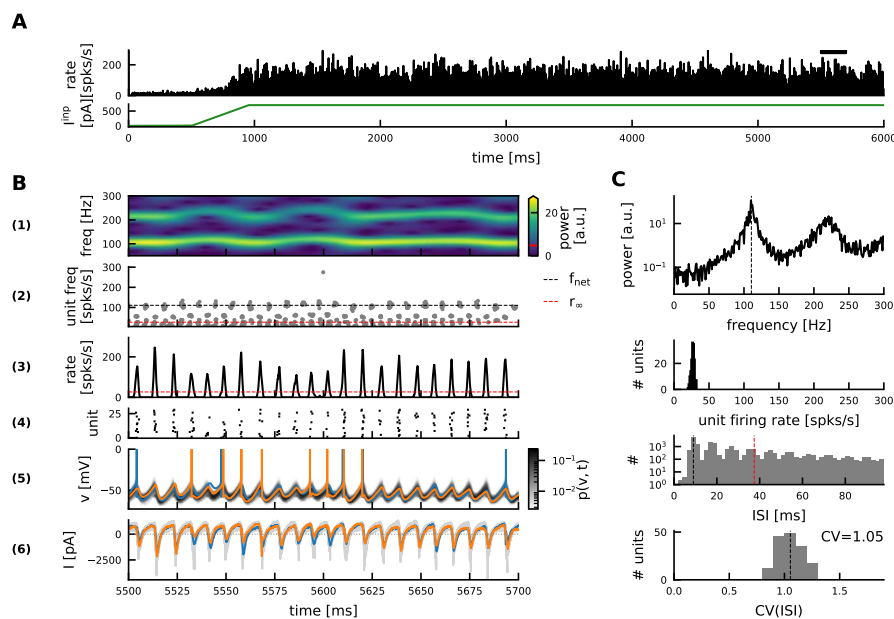 A
rate
[spks/s]
200
0
I^inp
[pA]
500
0
0 1000 2000 3000 4000 5000 6000
time [ms]
B
(1)
freq [Hz]
300
200
100
20
0
power
[a.u.]
(2)
unit freq
[spks/s]
300
200
100
0
f_net
r_∞
(3)
rate
[spks/s]
200
0
(4)
unit
25
0
(5)
v [mV]
0
−50
10^−1
10^−2
p(v, t)
(6)
I [pA]
0
−2500
5500 5525 5550 5575 5600 5625 5650 5675 5700
time [ms]
C
power [a.u.]
10^1
10^−1
0 50 100 150 200 250 300
frequency [Hz]
# units
25
0
0 50 100 150 200 250 300
unit firing rate [spks/s]
#
10^3
10^2
10^1
10^0
0 20 40 60 80
ISI [ms]
# units
50
0
CV=1.05
0.0 0.5 1.0 1.5
CV(ISI)